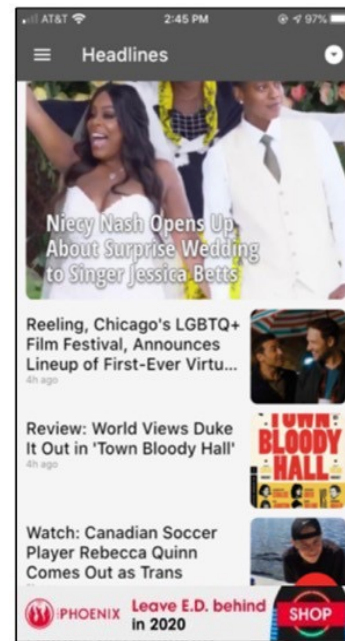 AT&T 2:45 PM 97%
Headlines
Niecy Nash Opens Up
About Surprise Wedding
to Singer Jessica Betts
Reeling, Chicago's LGBTQ+
Film Festival, Announces
Lineup of First-Ever Virtu...
4h ago
Review: World Views Duke
It Out in 'Town Bloody Hall'
4h ago
TOWN
BLOODY
HALL
Watch: Canadian Soccer
Player Rebecca Quinn
Comes Out as Trans
PHOENIX
Leave E.D. behind
in 2020
SHOP